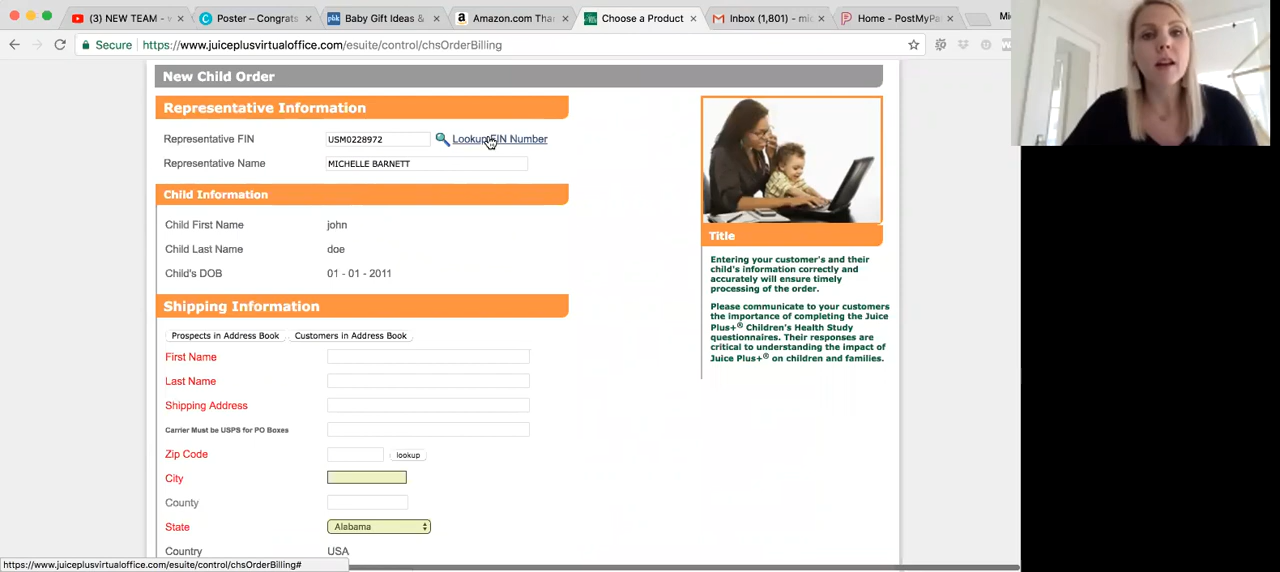 (3) NEW TEAM - w
Poster – Congrats
Baby Gift Ideas &
Amazon.com Than
Choose a Product
Inbox (1,801) - mic
Home - PostMyPa
Secure
https://www.juiceplusvirtualoffice.com/esuite/control/chsOrderBilling
New Child Order
Representative Information
Representative FIN
USM0228972
Lookup FIN Number
Representative Name
MICHELLE BARNETT
Child Information
Child First Name
john
Child Last Name
doe
Child's DOB
01 - 01 - 2011
Shipping Information
Prospects in Address Book
Customers in Address Book
First Name
Last Name
Shipping Address
Carrier Must be USPS for PO Boxes
Zip Code
lookup
City
County
State
Alabama
Country
USA
Title
Entering your customer's and their
child's information correctly and
accurately will ensure timely
processing of the order.
Please communicate to your customers
the importance of completing the Juice
Plus+® Children's Health Study
questionnaires. Their responses are
critical to understanding the impact of
Juice Plus+® on children and families.
https://www.juiceplusvirtualoffice.com/esuite/control/chsOrderBilling#